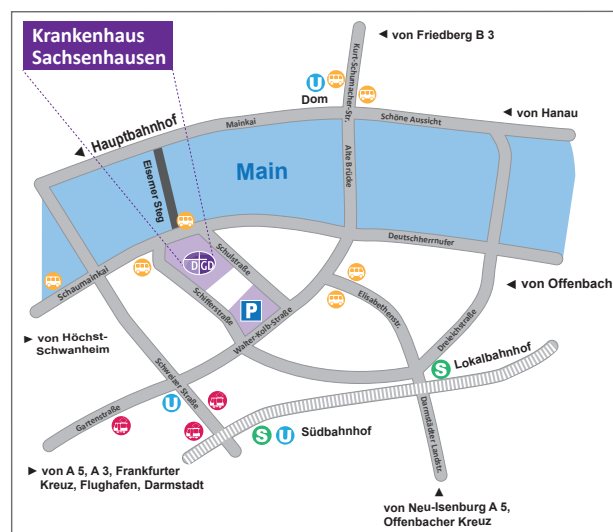 Krankenhaus
Sachsenhausen
von Friedberg B 3
Kurt-Schumacher-Str.
U
Dom
von Hanau
Schöne Aussicht
Mainkai
Hauptbahnhof
Eiserner Steg
Main
Alte Brücke
Deutschherrnufer
Schaumainkai
Schulstraße
DGD
Schifferstraße
P
Walter-Kolb-Straße
Elisabethenstr.
Dreieichstraße
von Offenbach
von Höchst-
Schwanheim
Schweizer Straße
Gartenstraße
U
S
Lokalbahnhof
S
U
Südbahnhof
Darmstädter Landstr.
von A 5, A 3, Frankfurter
Kreuz, Flughafen, Darmstadt
von Neu-Isenburg A 5,
Offenbacher Kreuz